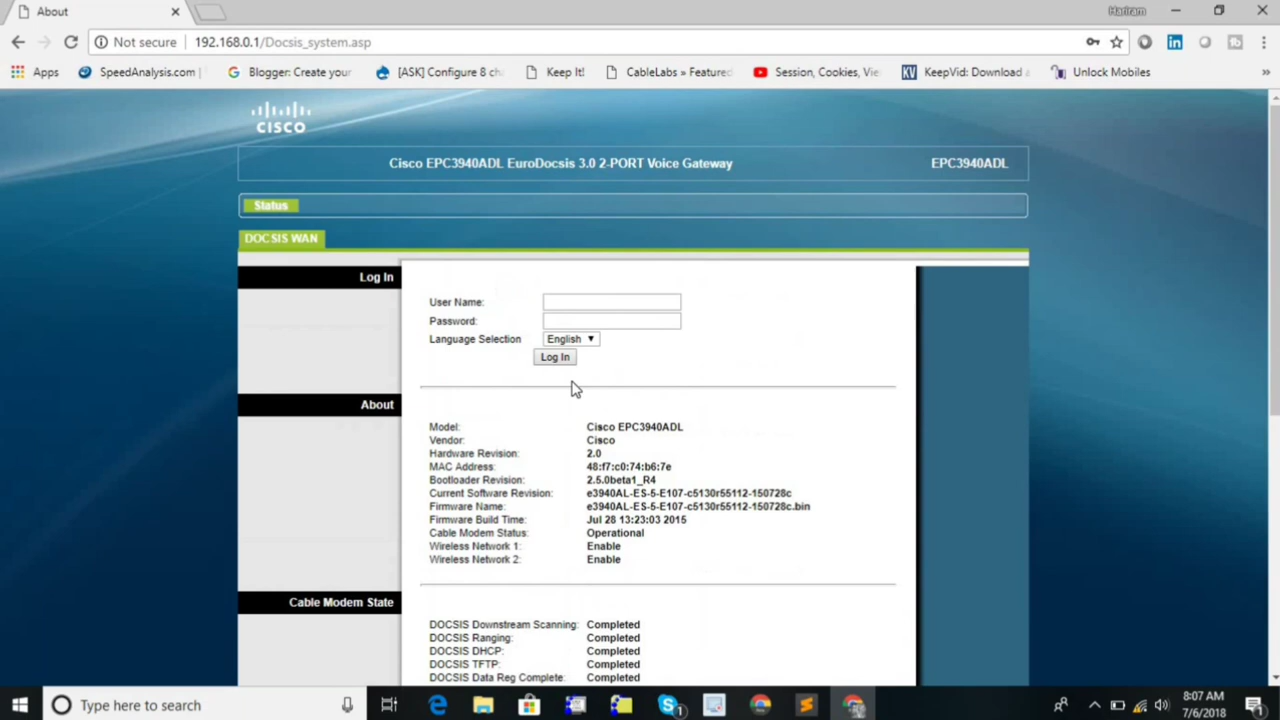 About
Hariram
Not secure
192.168.0.1/Docsis_system.asp
Apps
SpeedAnalysis.com
Blogger: Create your
[ASK] Configure 8 ch
Keep It!
CableLabs » Featured
Session, Cookies, Vie
KeepVid: Download a
Unlock Mobiles
»
CISCO
Cisco EPC3940ADL EuroDocsis 3.0 2-PORT Voice Gateway
EPC3940ADL
Status
DOCSIS WAN
Log In
User Name:
Password:
Language Selection English
Log In
About
Model: Cisco EPC3940ADL
Vendor: Cisco
Hardware Revision: 2.0
MAC Address: 48:f7:c0:74:b6:7e
Bootloader Revision: 2.5.0beta1_R4
Current Software Revision: e3940AL-ES-5-E107-c5130r55112-150728c
Firmware Name: e3940AL-ES-5-E107-c5130r55112-150728c.bin
Firmware Build Time: Jul 28 13:23:03 2015
Cable Modem Status: Operational
Wireless Network 1: Enable
Wireless Network 2: Enable
Cable Modem State
DOCSIS Downstream Scanning: Completed
DOCSIS Ranging: Completed
DOCSIS DHCP: Completed
DOCSIS TFTP: Completed
DOCSIS Data Reg Complete: Completed
Type here to search
1
8:07 AM
7/6/2018
1